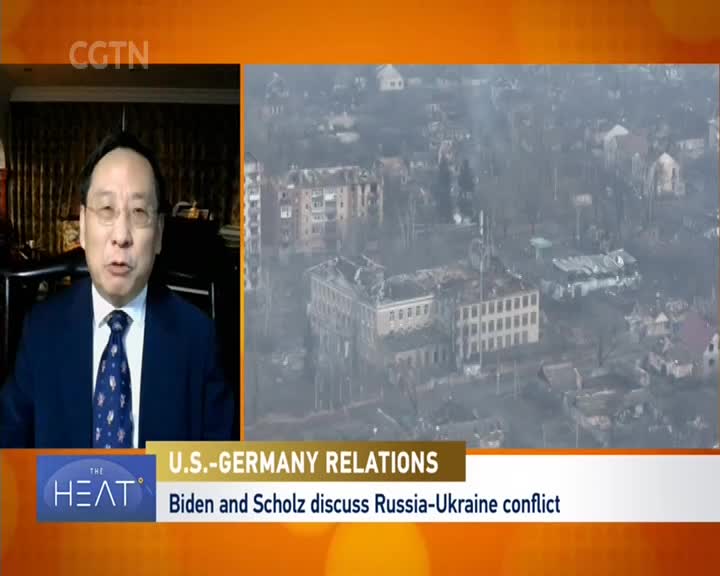 CGTN
THE
HEAT
U.S.-GERMANY RELATIONS
Biden and Scholz discuss Russia-Ukraine conflict